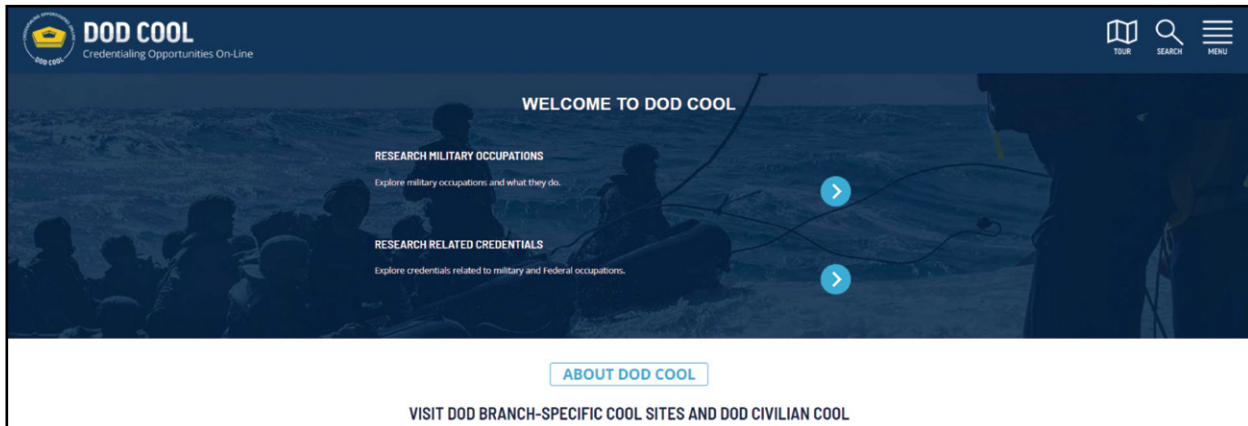 DOD COOL
Credentialing Opportunities On-Line
DOD COOL
TOUR
SEARCH
MENU
WELCOME TO DOD COOL
RESEARCH MILITARY OCCUPATIONS
Explore military occupations and what they do.
RESEARCH RELATED CREDENTIALS
Explore credentials related to military and Federal occupations.
ABOUT DOD COOL
VISIT DOD BRANCH-SPECIFIC COOL SITES AND DOD CIVILIAN COOL